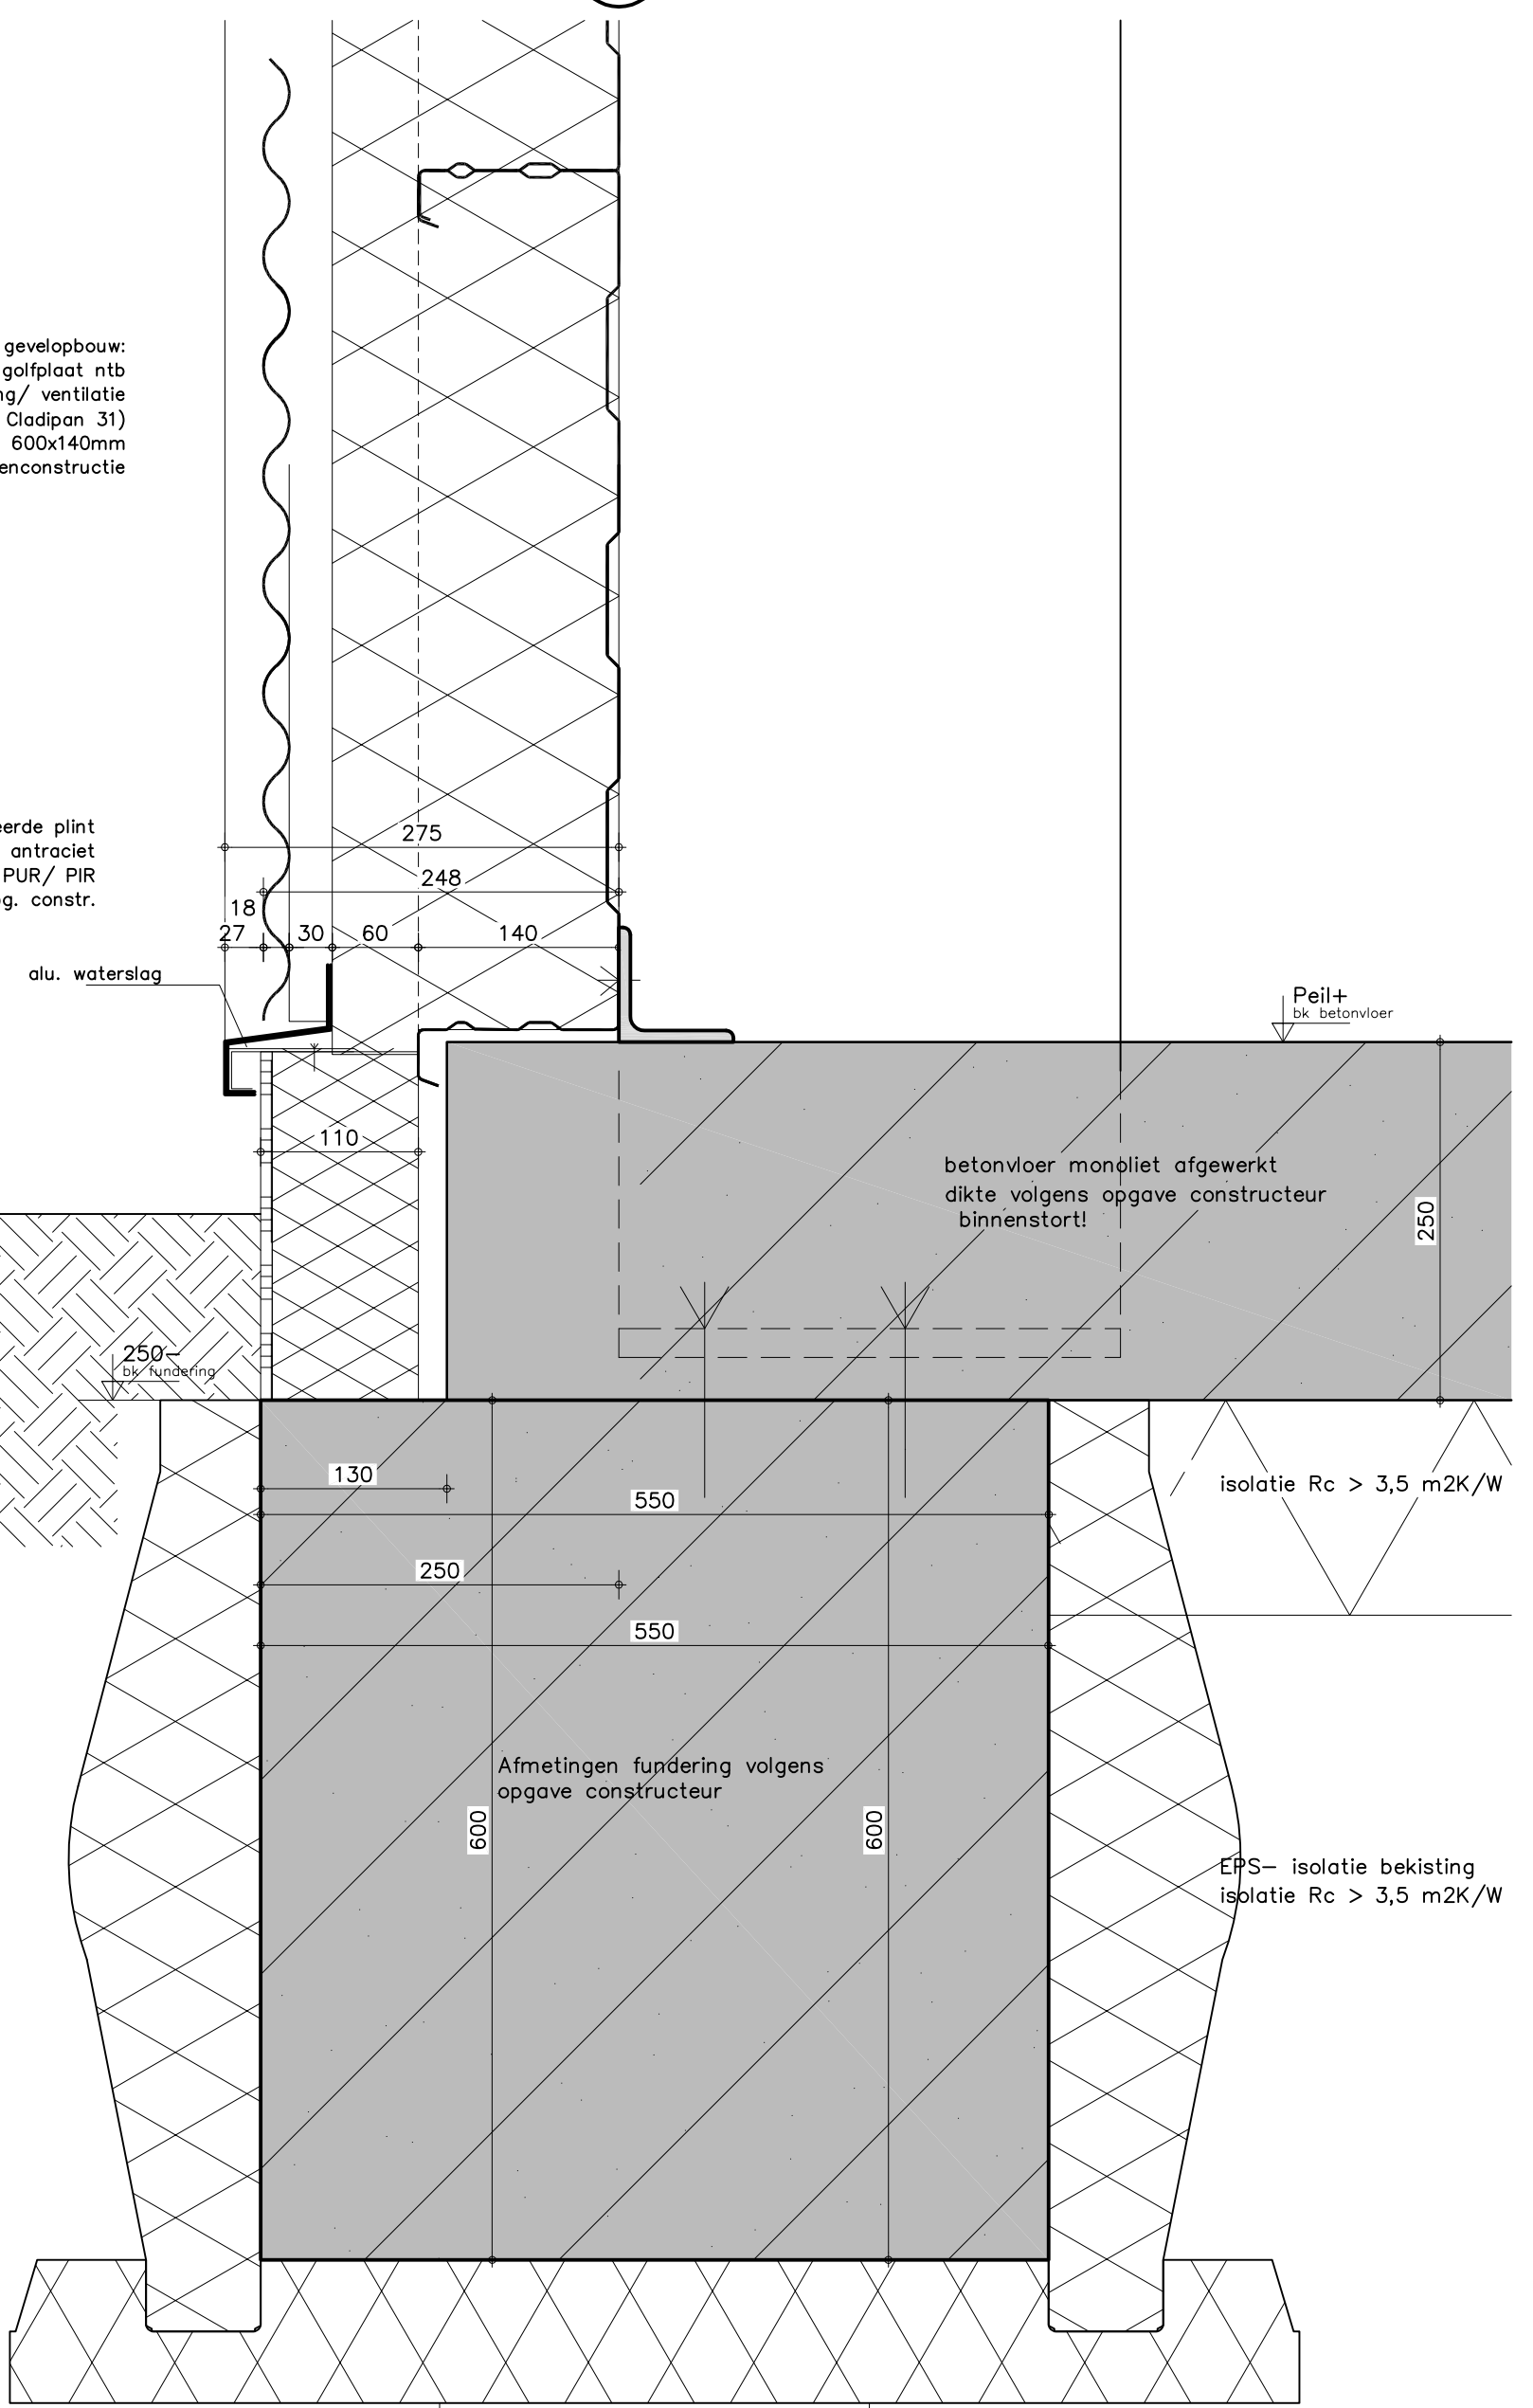 gevelopbouw:
golfplaat ntb
ventilatie
Cladipan 31)
600x140mm
275
248
18
27 30 60 140
plint
antraciet
PUR/ PIR
constr.
alu. waterslag
Peil+
bk betonvloer
110
betonvloer monoliet afgewerkt
dikte volgens opgave constructeur
binnenstort!
250
250-
bk fundering
130
550
isolatie Rc > 3,5 m2K/W
250
550
Afmetingen fundering volgens
opgave constructeur
600
600
EPS- isolatie bekisting
isolatie Rc > 3,5 m2K/W